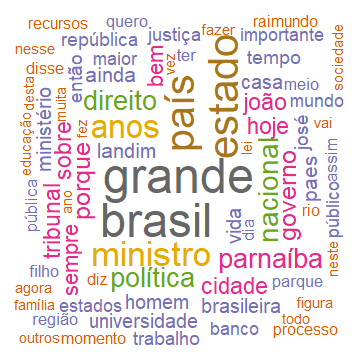 recursos quero fazer raimundo
república justiça importante
nesse
disse então maior ainda bem vez ter tempo
casa meio
sociedade
educação desta ministério muita
direito país estado joão mundo
fez anos hoje lei
vai
tribunal sobre porque landim
nacional governo josé
paes público assim
grande
pública ano
brasil
vida dia rio
sempre ministro parnaíba neste
filho diz política cidade parque
agora
família estados homem brasileira figura
região universidade banco todo
processo
outros momento trabalho